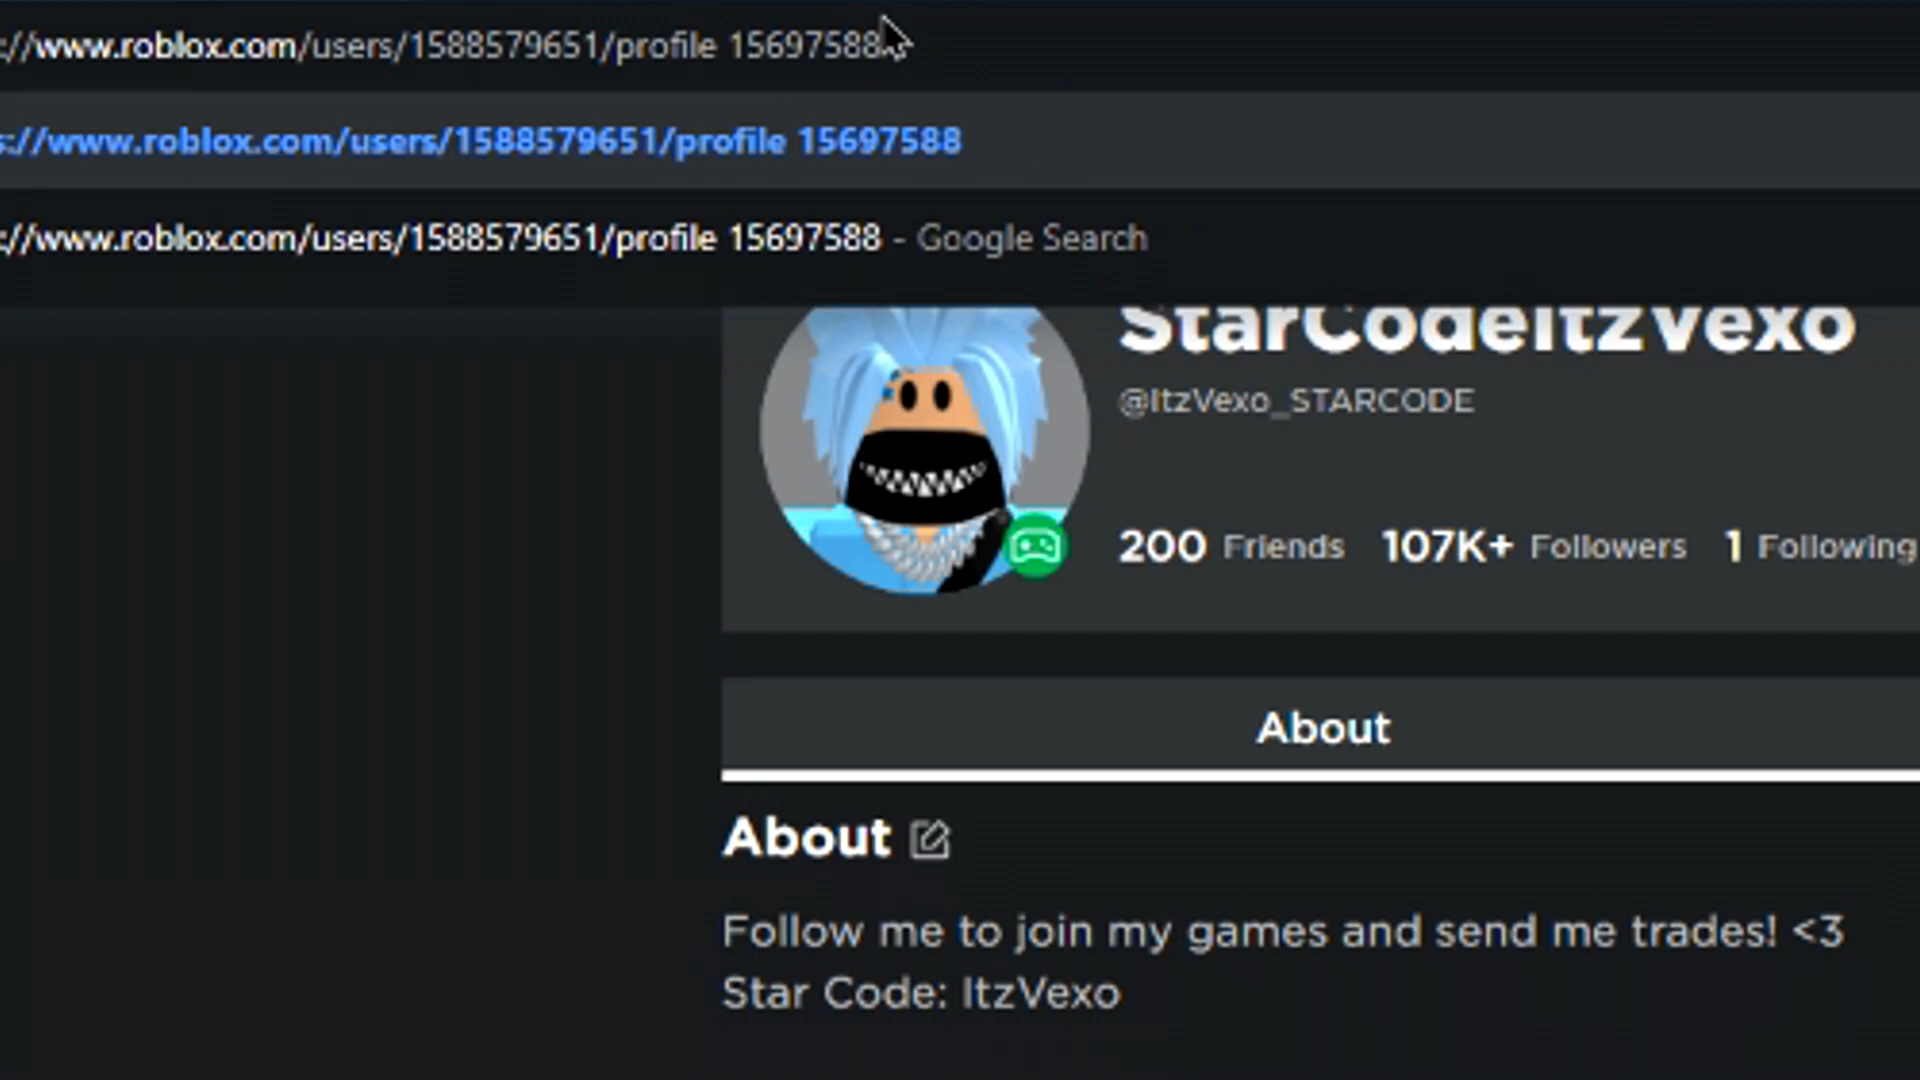 ://www.roblox.com/users/1588579651/profile 15697588
s://www.roblox.com/users/1588579651/profile 15697588
://www.roblox.com/users/1588579651/profile 15697588 - Google Search
StarCodeItzVexo
@ItzVexo_STARCODE
200 Friends 107K+ Followers 1 Following
About
About
Follow me to join my games and send me trades! <3
Star Code: ItzVexo